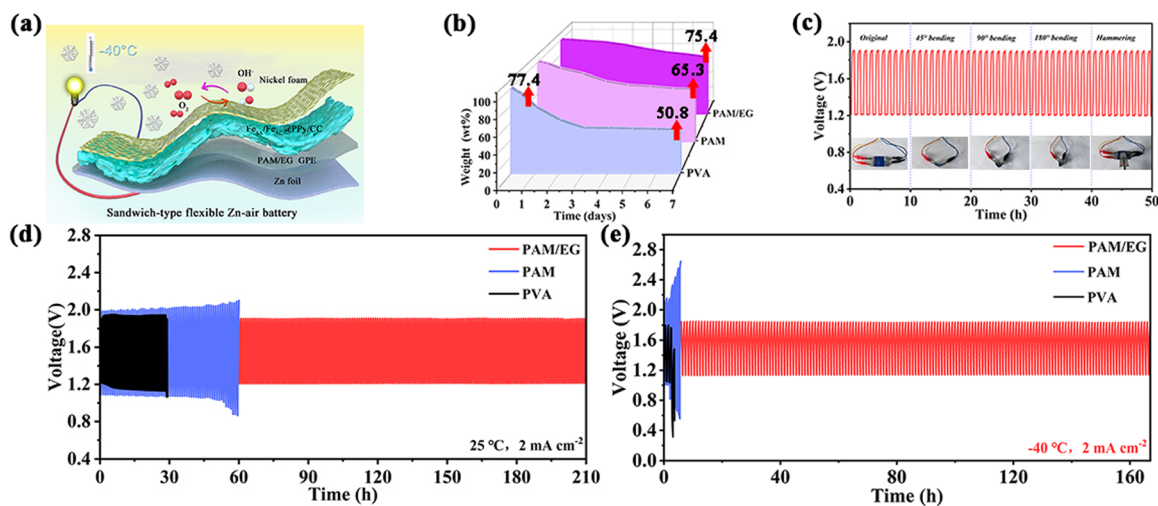 (a)
-40°C
OH⁻
Nickel foam
O₂
PAM/EG GPE
Zn foil
Sandwich-type flexible Zn-air battery
(b)
Weight (wt%)
100
80
60
40
20
0
77.4
75.4
65.3
50.8
PAM/EG
PAM
PVA
0 1 2 3 4 5 6 7
Time (days)
(c)
Voltage (V)
2.4
2.0
1.6
1.2
0.8
Original 45° bending 90° bending 180° bending Hammering
0 10 20 30 40 50
Time (h)
(d)
Voltage(V)
2.8
2.4
2.0
1.6
1.2
0.8
0.4
PAM/EG
PAM
PVA
25 °C, 2 mA cm⁻²
0 30 60 90 120 150 180 210
Time (h)
(e)
Voltage (V)
2.8
2.4
2.0
1.6
1.2
0.8
0.4
0.0
PAM/EG
PAM
PVA
-40 °C, 2 mA cm⁻²
0 20 40 60 80 100 120 140 160
Time (h)